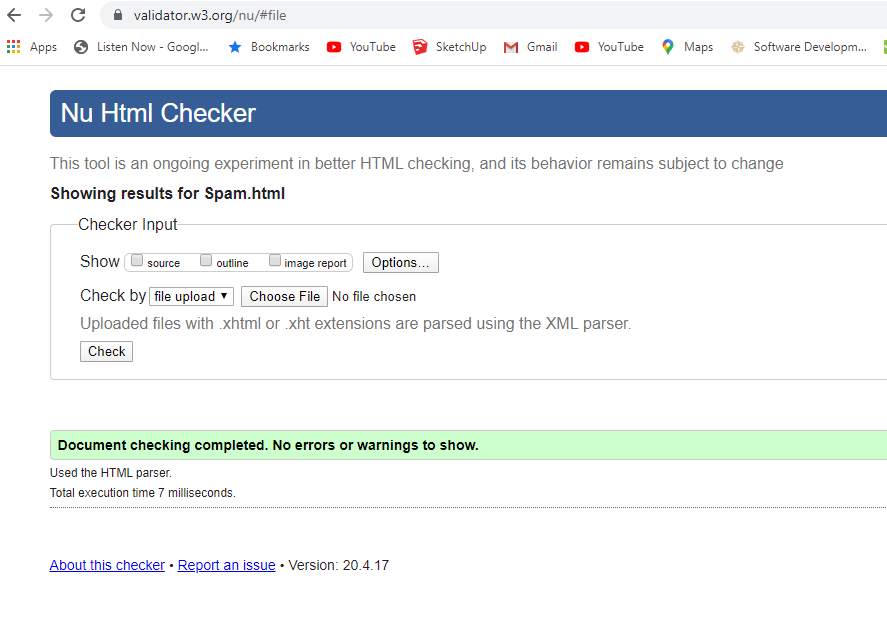 validator.w3.org/nu/#file
Apps Listen Now - Googl... Bookmarks YouTube SketchUp Gmail YouTube Maps Software Developm...
Nu Html Checker
This tool is an ongoing experiment in better HTML checking, and its behavior remains subject to change
Showing results for Spam.html
Checker Input
Show source outline image report Options...
Check by file upload Choose File No file chosen
Uploaded files with .xhtml or .xht extensions are parsed using the XML parser.
Check
Document checking completed. No errors or warnings to show.
Used the HTML parser.
Total execution time 7 milliseconds.
About this checker • Report an issue • Version: 20.4.17